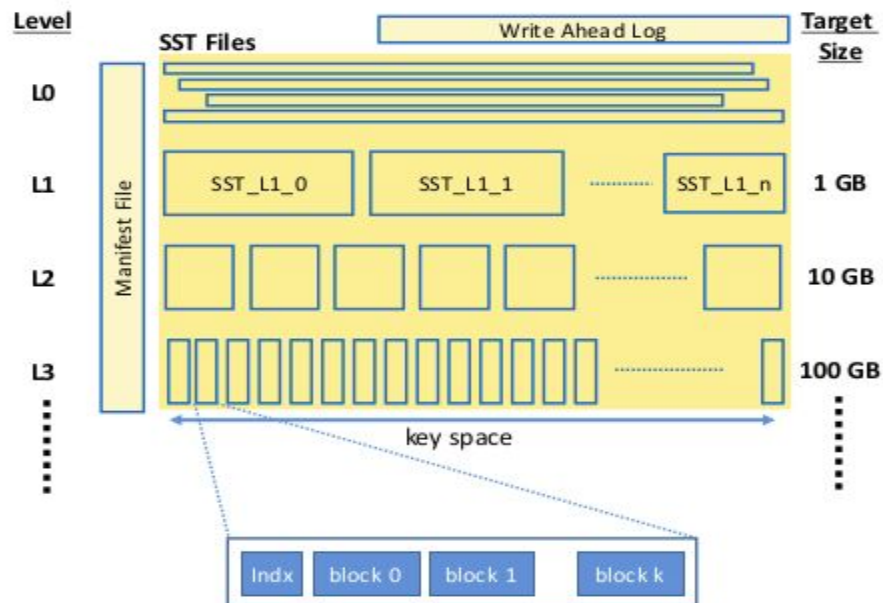 Level
Write Ahead Log
Target
Size
SST Files
L0
Manifest File
L1
SST_L1_0
SST_L1_1
SST_L1_n
1 GB
L2
10 GB
L3
100 GB
key space
Indx
block 0
block 1
block k